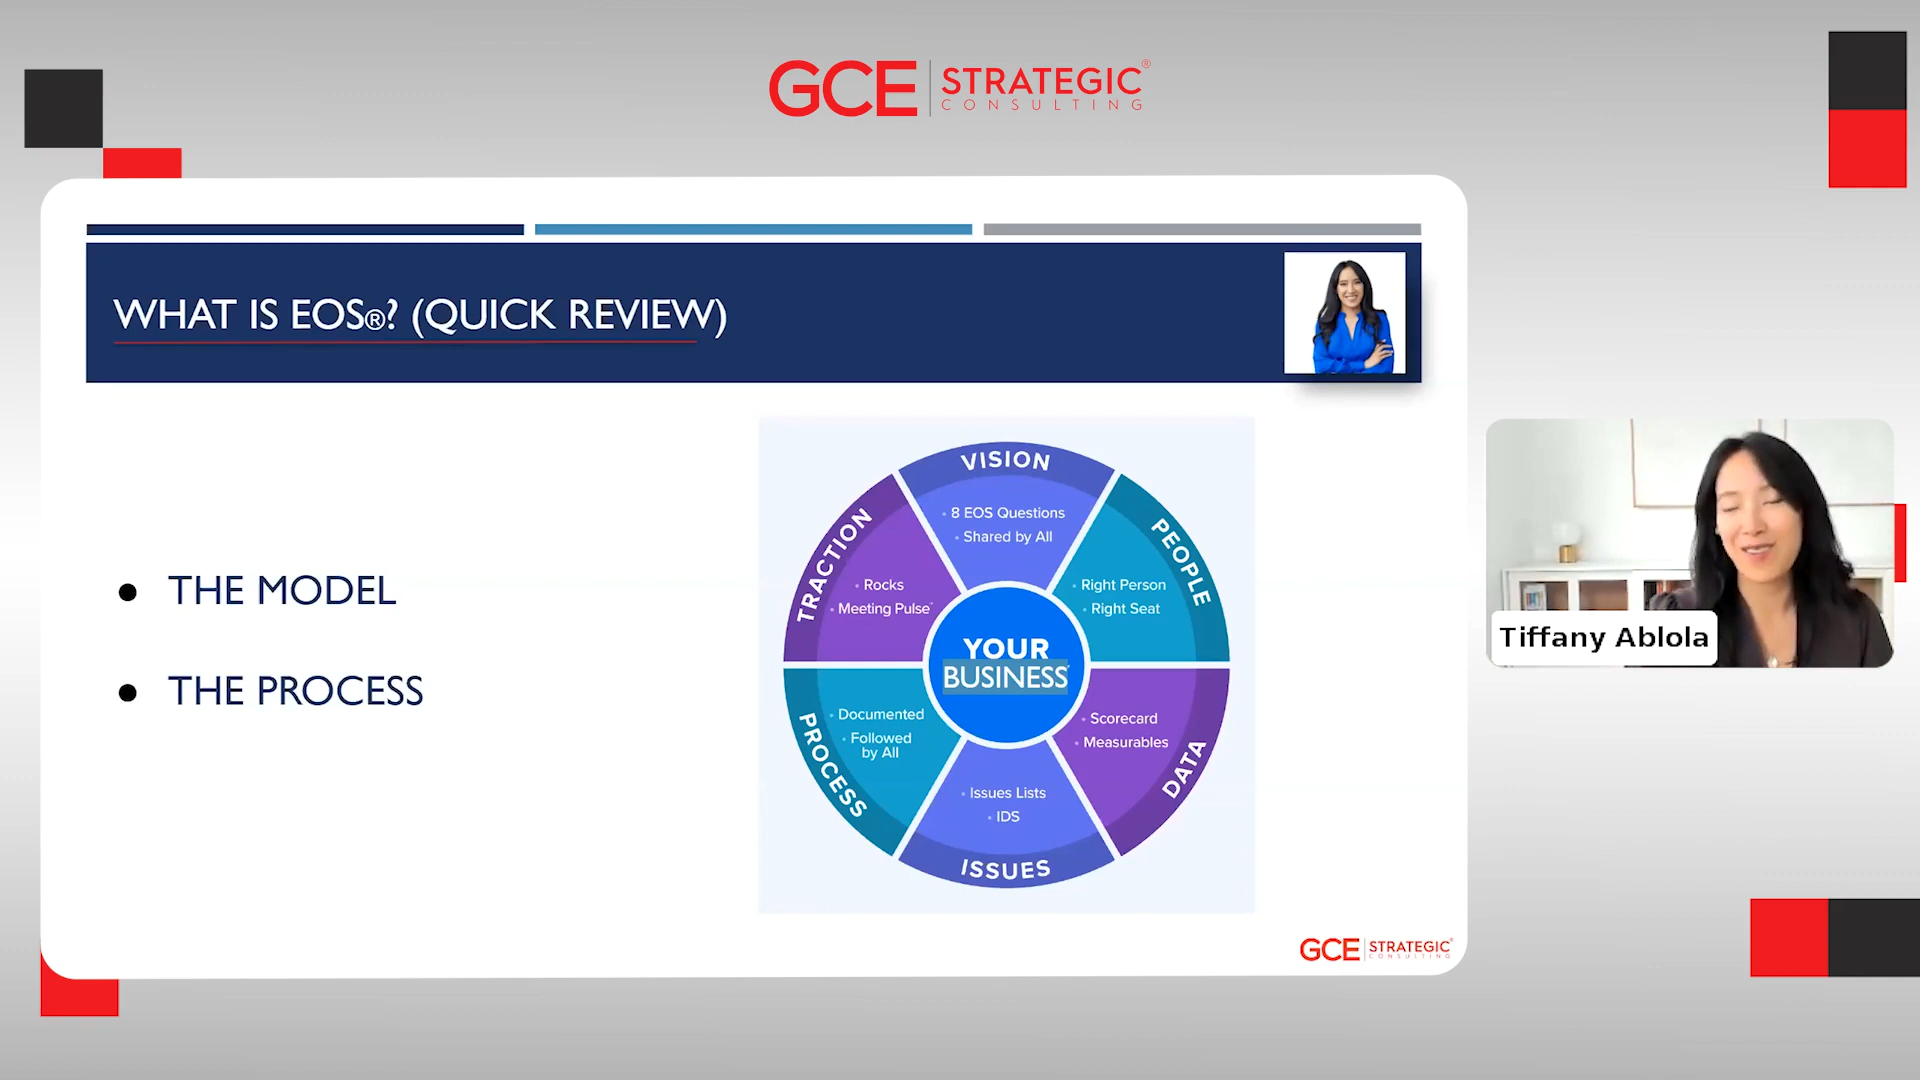 GCE STRATEGIC®
CONSULTING
WHAT IS EOS®? (QUICK REVIEW)
● THE MODEL
● THE PROCESS
VISION
• 8 EOS Questions
• Shared by All
PEOPLE
• Right Person
• Right Seat
DATA
• Scorecard
• Measurables
ISSUES
• Issues Lists
• IDS
PROCESS
• Documented
• Followed
by All
TRACTION
• Rocks
• Meeting Pulse™
YOUR
BUSINESS
Tiffany Ablola
GCE STRATEGIC®
CONSULTING